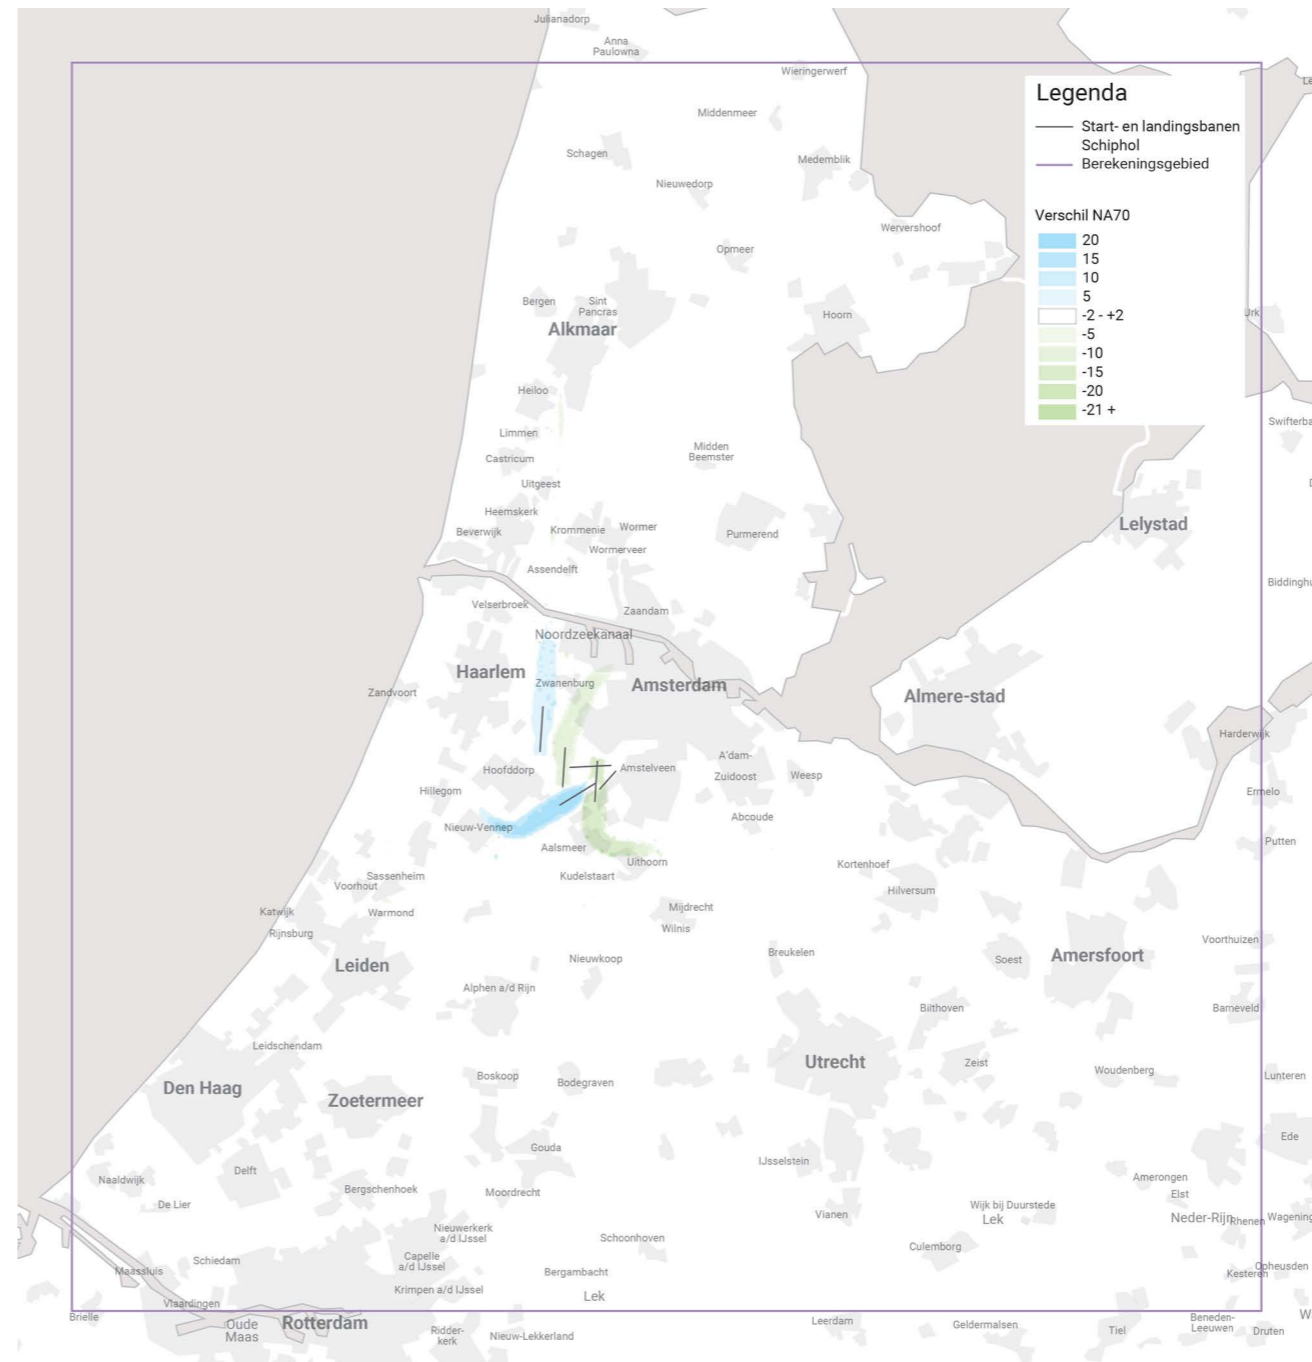 Julianadorp
Anna
Paulowna
Wieringerwerf
Legenda
Start- en landingsbanen
Schiphol
Berekeningsgebied
Verschil NA70
20
15
10
5
-2 - +2
-5
-10
-15
-20
-21 +
Middenmeer
Schagen
Medemblik
Nieuwedorp
Wervershoof
Opmeer
Bergen
Sint
Pancras
Alkmaar
Hoorn
Urk
Heiloo
Limmen
Castricum
Midden
Beemster
Swifterba
Uitgeest
Heemskerk
Beverwijk
Krommenie
Wormer
Wormerveer
Purmerend
Lelystad
Assendelft
Biddinghu
Velserbroek
Zaandam
Noordzeekanaal
Haarlem
Zwanenburg
Amsterdam
Zandvoort
Almere-stad
Harderwijk
Hoofddorp
Amstelveen
A'dam-
Zuidoost
Weesp
Hillegom
Ermelo
Nieuw-Vennep
Abcoude
Aalsmeer
Uithoorn
Putten
Kortenhoef
Sassenheim
Voorhout
Kudelstaart
Hilversum
Katwijk
Warmond
Mijdrecht
Wilnis
Rijnsburg
Voorthuizen
Leiden
Nieuwkoop
Breukelen
Soest
Amersfoort
Alphen a/d Rijn
Bilthoven
Barneveld
Leidschendam
Utrecht
Zeist
Woudenberg
Lunteren
Den Haag
Zoetermeer
Boskoop
Bodegraven
Ede
Gouda
IJsselstein
Delft
Naaldwijk
Bergschenhoek
Moordrecht
Amerongen
Elst
De Lier
Vianen
Wijk bij Duurstede
Lek
Neder-Rijn
Rhenen
Wagening
Nieuwerkerk
a/d IJssel
Schoonhoven
Culemborg
Schiedam
Capelle
a/d IJssel
Maassluis
Bergambacht
Kesteren
Opheusden
Krimpen a/d IJssel
Lek
Vlaardingen
Brielle
Oude
Maas
Rotterdam
Ridder-
kerk
Nieuw-Lekkerland
Leerdam
Geldermalsen
Tiel
Beneden-
Leeuwen
Druten